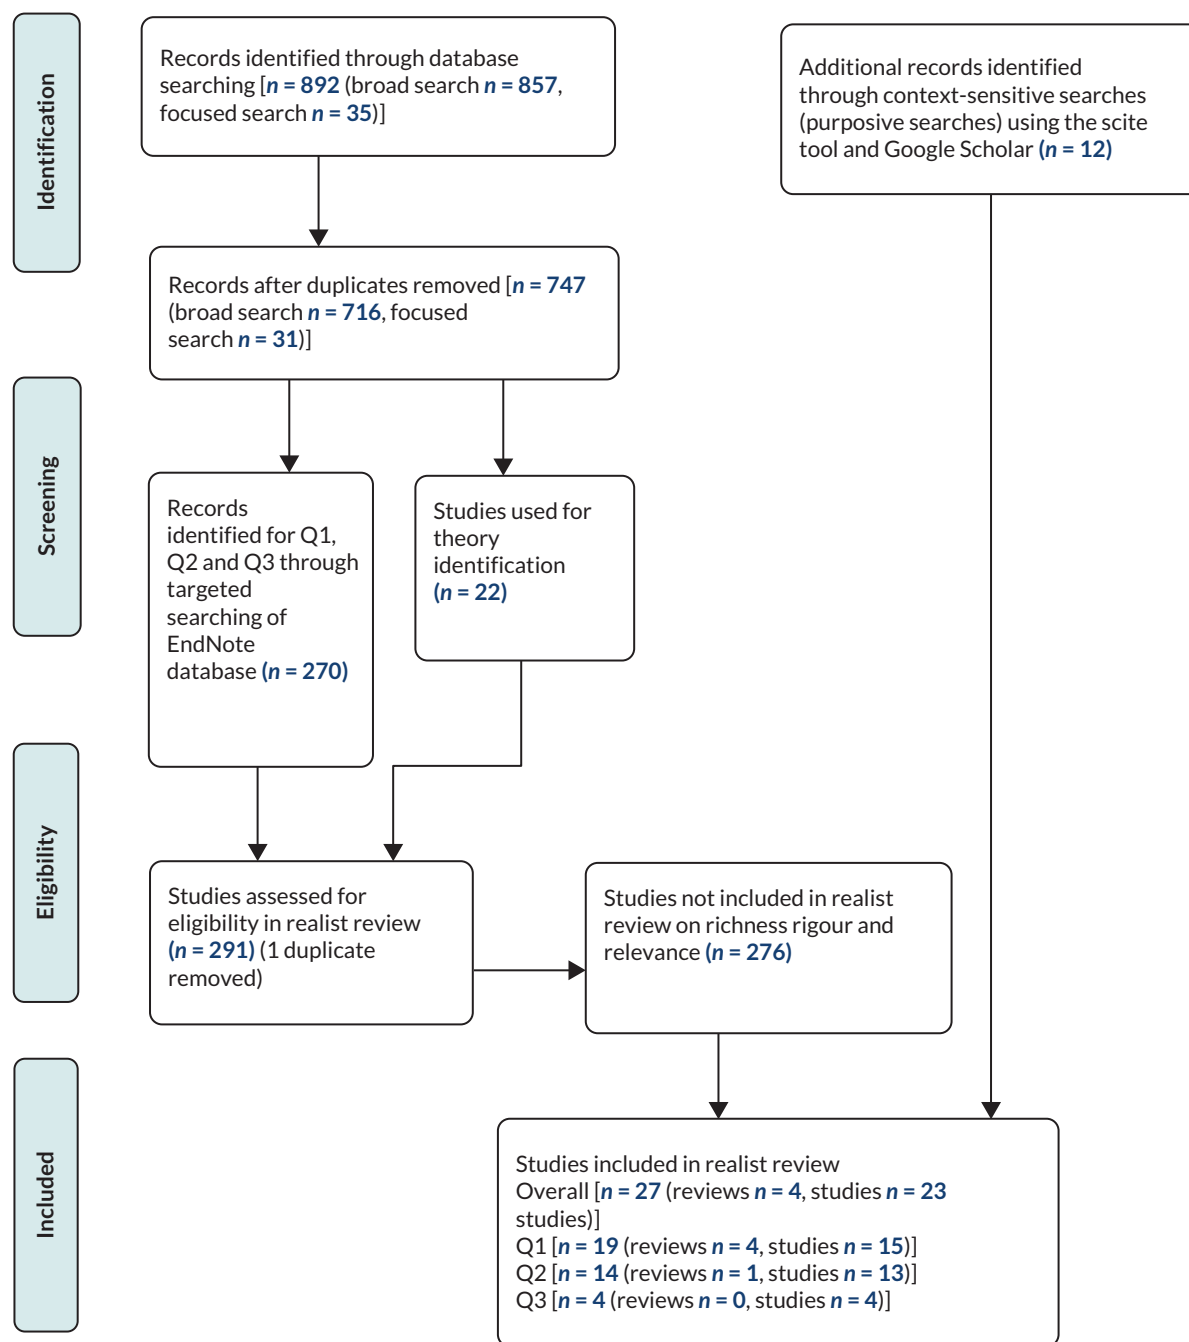 Identification
Records identified through database
searching [n = 892 (broad search n = 857,
focused search n = 35)]
Additional records identified
through context-sensitive searches
(purposive searches) using the scite
tool and Google Scholar (n = 12)
Records after duplicates removed [n = 747
(broad search n = 716, focused
search n = 31)]
Screening
Records
identified for Q1,
Q2 and Q3 through
targeted
searching of
EndNote
database (n = 270)
Studies used for
theory
identification
(n = 22)
Eligibility
Studies assessed for
eligibility in realist review
(n = 291) (1 duplicate
removed)
Studies not included in realist
review on richness rigour and
relevance (n = 276)
Included
Studies included in realist review
Overall [n = 27 (reviews n = 4, studies n = 23
studies)]
Q1 [n = 19 (reviews n = 4, studies n = 15)]
Q2 [n = 14 (reviews n = 1, studies n = 13)]
Q3 [n = 4 (reviews n = 0, studies n = 4)]